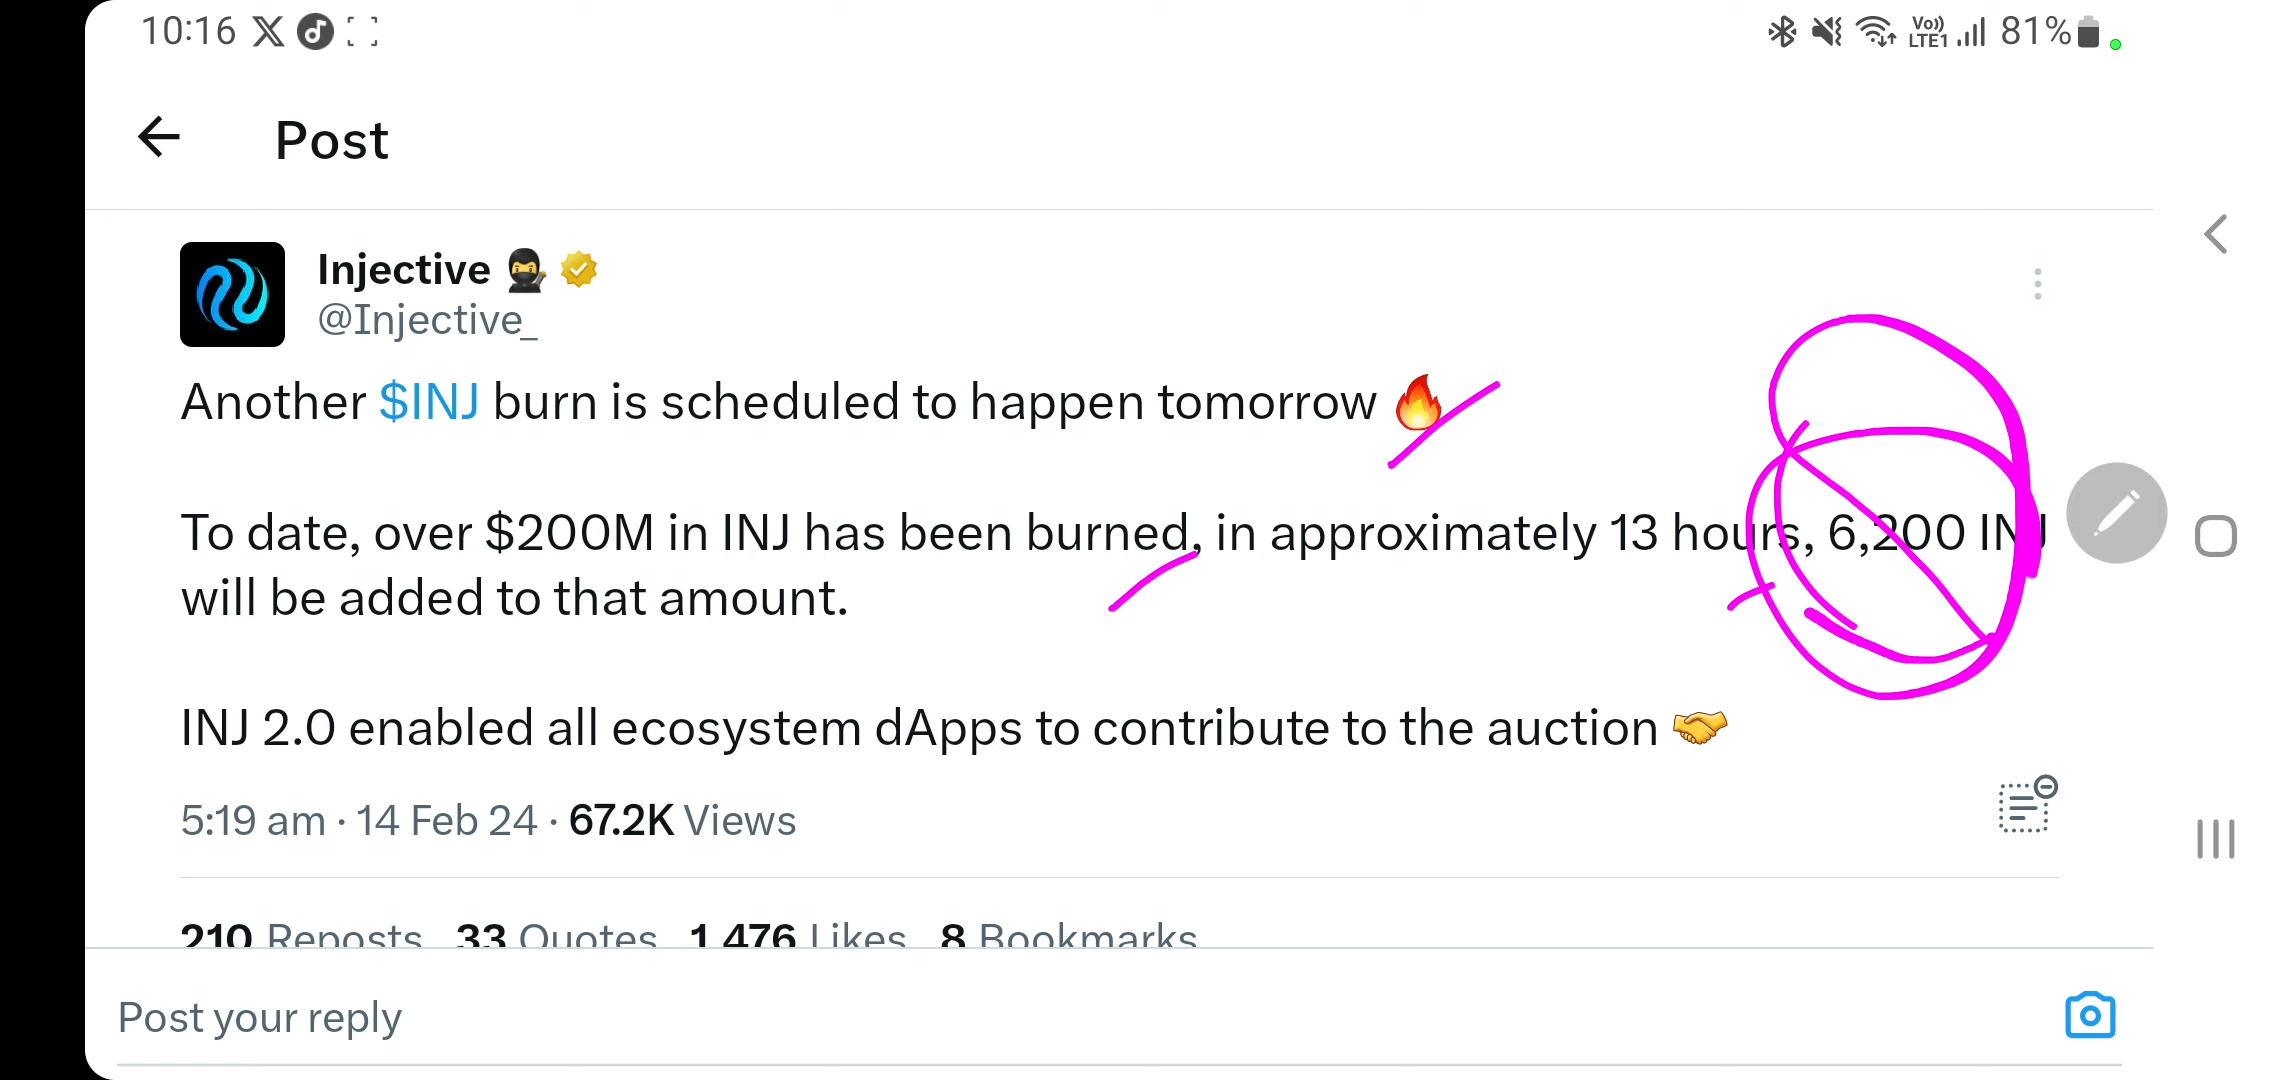 10:16
Vo)) LTE1 81%
Post
Injective
@Injective_
Another $INJ burn is scheduled to happen tomorrow 🔥
To date, over $200M in INJ has been burned, in approximately 13 hours, 6,200 INJ
will be added to that amount.
INJ 2.0 enabled all ecosystem dApps to contribute to the auction 🤝
5:19 am · 14 Feb 24 · 67.2K Views
210 Reposts 33 Quotes 1 476 Likes 8 Bookmarks
Post your reply